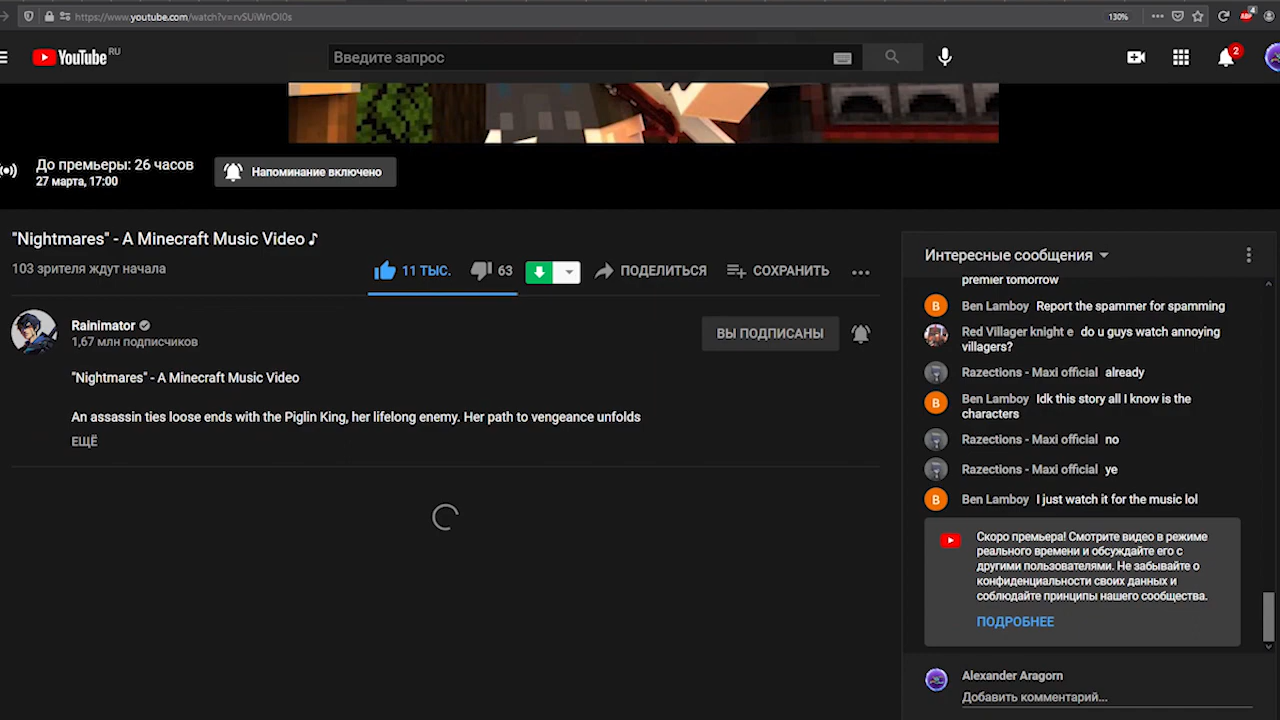 https://www.youtube.com/watch?v=rvSUiWnOI0s
130%
4
YouTube RU
Введите запрос
2
До премьеры: 26 часов
27 марта, 17:00
Напоминание включено
"Nightmares" - A Minecraft Music Video ♪
103 зрителя ждут начала
11 ТЫС.
63
ПОДЕЛИТЬСЯ
СОХРАНИТЬ
Rainimator
1,67 млн подписчиков
ВЫ ПОДПИСАНЫ
"Nightmares" - A Minecraft Music Video
An assassin ties loose ends with the Piglin King, her lifelong enemy. Her path to vengeance unfolds
ЕЩЁ
Интересные сообщения
premier tomorrow
B Ben Lamboy Report the spammer for spamming
Red Villager knight e do u guys watch annoying
villagers?
Razections - Maxi official already
B Ben Lamboy Idk this story all I know is the
characters
Razections - Maxi official no
Razections - Maxi official ye
B Ben Lamboy I just watch it for the music lol
Скоро премьера! Смотрите видео в режиме
реального времени и обсуждайте его с
другими пользователями. Не забывайте о
конфиденциальности своих данных и
соблюдайте принципы нашего сообщества.
ПОДРОБНЕЕ
Alexander Aragorn
Добавить комментарий...